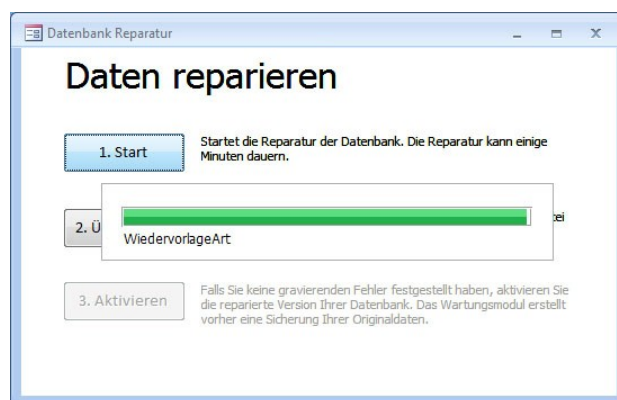 Datenbank Reparatur
Daten reparieren
1. Start
Startet die Reparatur der Datenbank. Die Reparatur kann einige
Minuten dauern.
2. Ü
WiedervorlageArt
3. Aktivieren
Falls Sie keine gravierenden Fehler festgestellt haben, aktivieren Sie
die reparierte Version Ihrer Datenbank. Das Wartungsmodul erstellt
vorher eine Sicherung Ihrer Originaldaten.